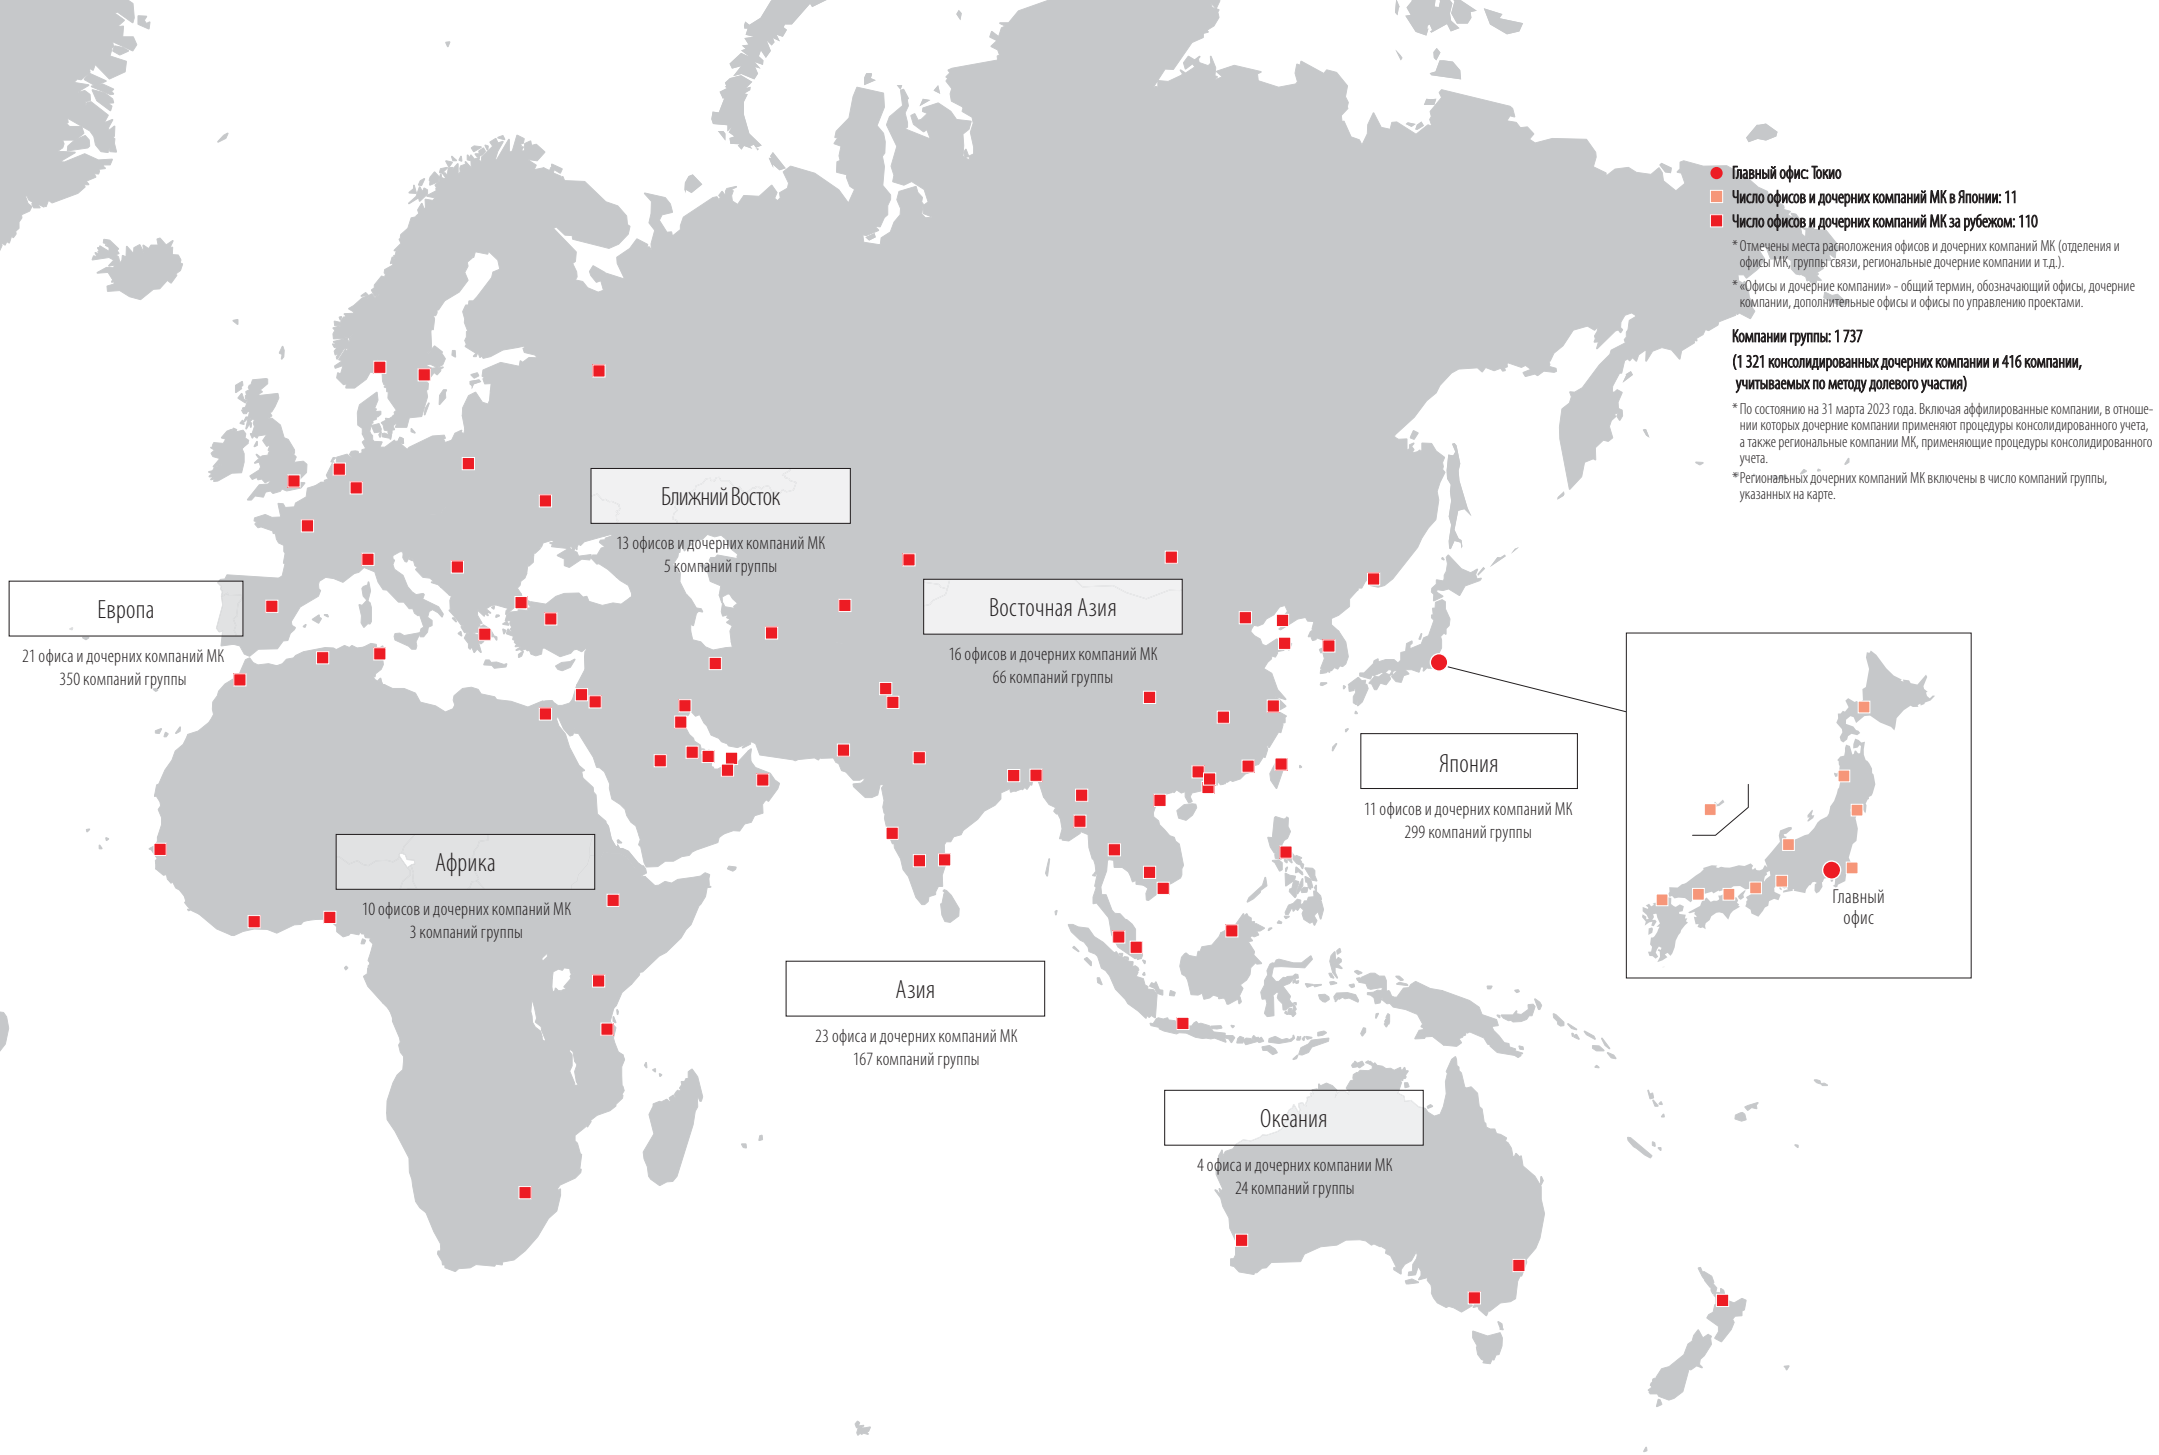 Главный офис: Токио
Число офисов и дочерних компаний МК в Японии: 11
Число офисов и дочерних компаний МК за рубежом: 110
* Отмечены места расположения офисов и дочерних компаний МК (отделения и
офисы МК, группы связи, региональные дочерние компании и т.д.).
* «Офисы и дочерние компании» - общий термин, обозначающий офисы, дочерние
компании, дополнительные офисы и офисы по управлению проектами.
Компании группы: 1 737
(1 321 консолидированных дочерних компании и 416 компании,
учитываемых по методу долевого участия)
* По состоянию на 31 марта 2023 года. Включая аффилированные компании, в отноше-
нии которых дочерние компании применяют процедуры консолидированного учета,
а также региональные компании МК, применяющие процедуры консолидированного
учета.
* Региональных дочерних компаний МК включены в число компаний группы,
указанных на карте.
Ближний Восток
13 офисов и дочерних компаний МК
5 компаний группы
Европа
21 офиса и дочерних компаний МК
350 компаний группы
Восточная Азия
16 офисов и дочерних компаний МК
66 компаний группы
Япония
11 офисов и дочерних компаний МК
299 компаний группы
Главный
офис
Африка
10 офисов и дочерних компаний МК
3 компаний группы
Азия
23 офиса и дочерних компаний МК
167 компаний группы
Океания
4 офиса и дочерних компании МК
24 компаний группы